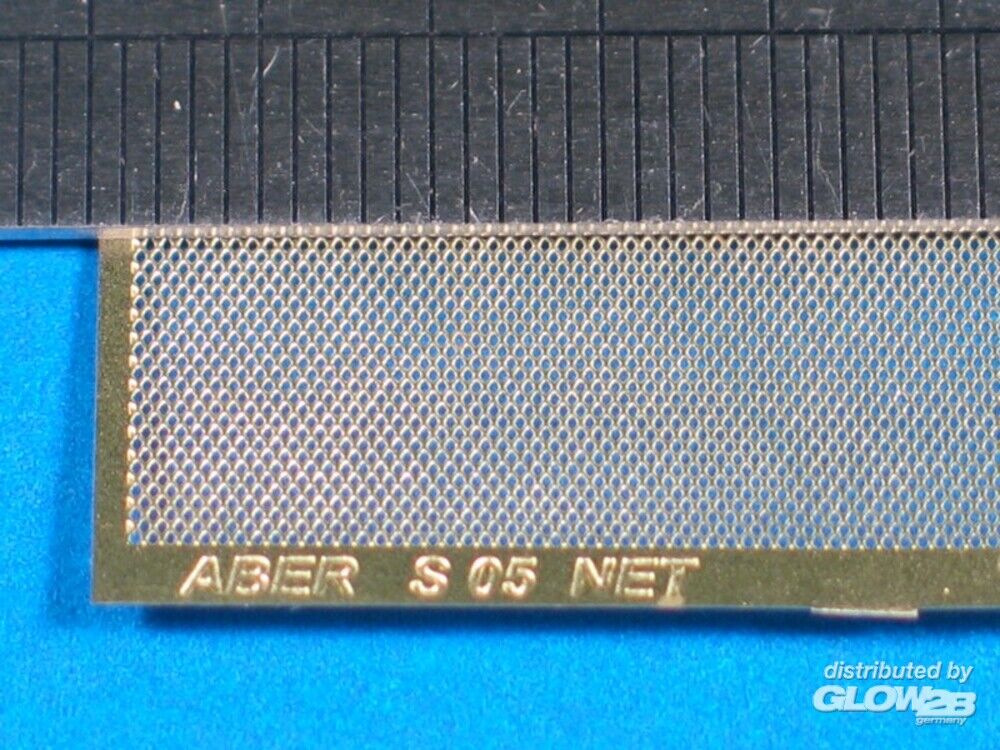 ABER S 05 NET
distributed by
GLOW2B
germany